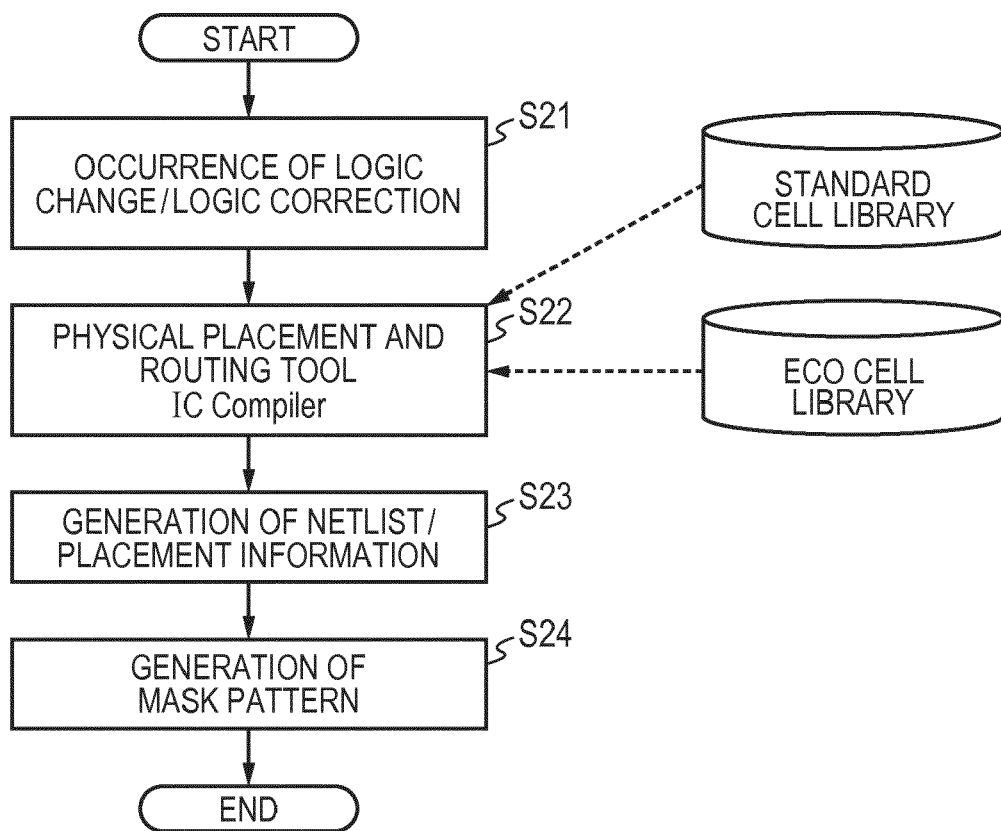 START
S21
OCCURRENCE OF LOGIC
CHANGE/LOGIC CORRECTION
STANDARD
CELL LIBRARY
S22
PHYSICAL PLACEMENT AND
ROUTING TOOL
IC Compiler
ECO CELL
LIBRARY
S23
GENERATION OF NETLIST/
PLACEMENT INFORMATION
S24
GENERATION OF
MASK PATTERN
END